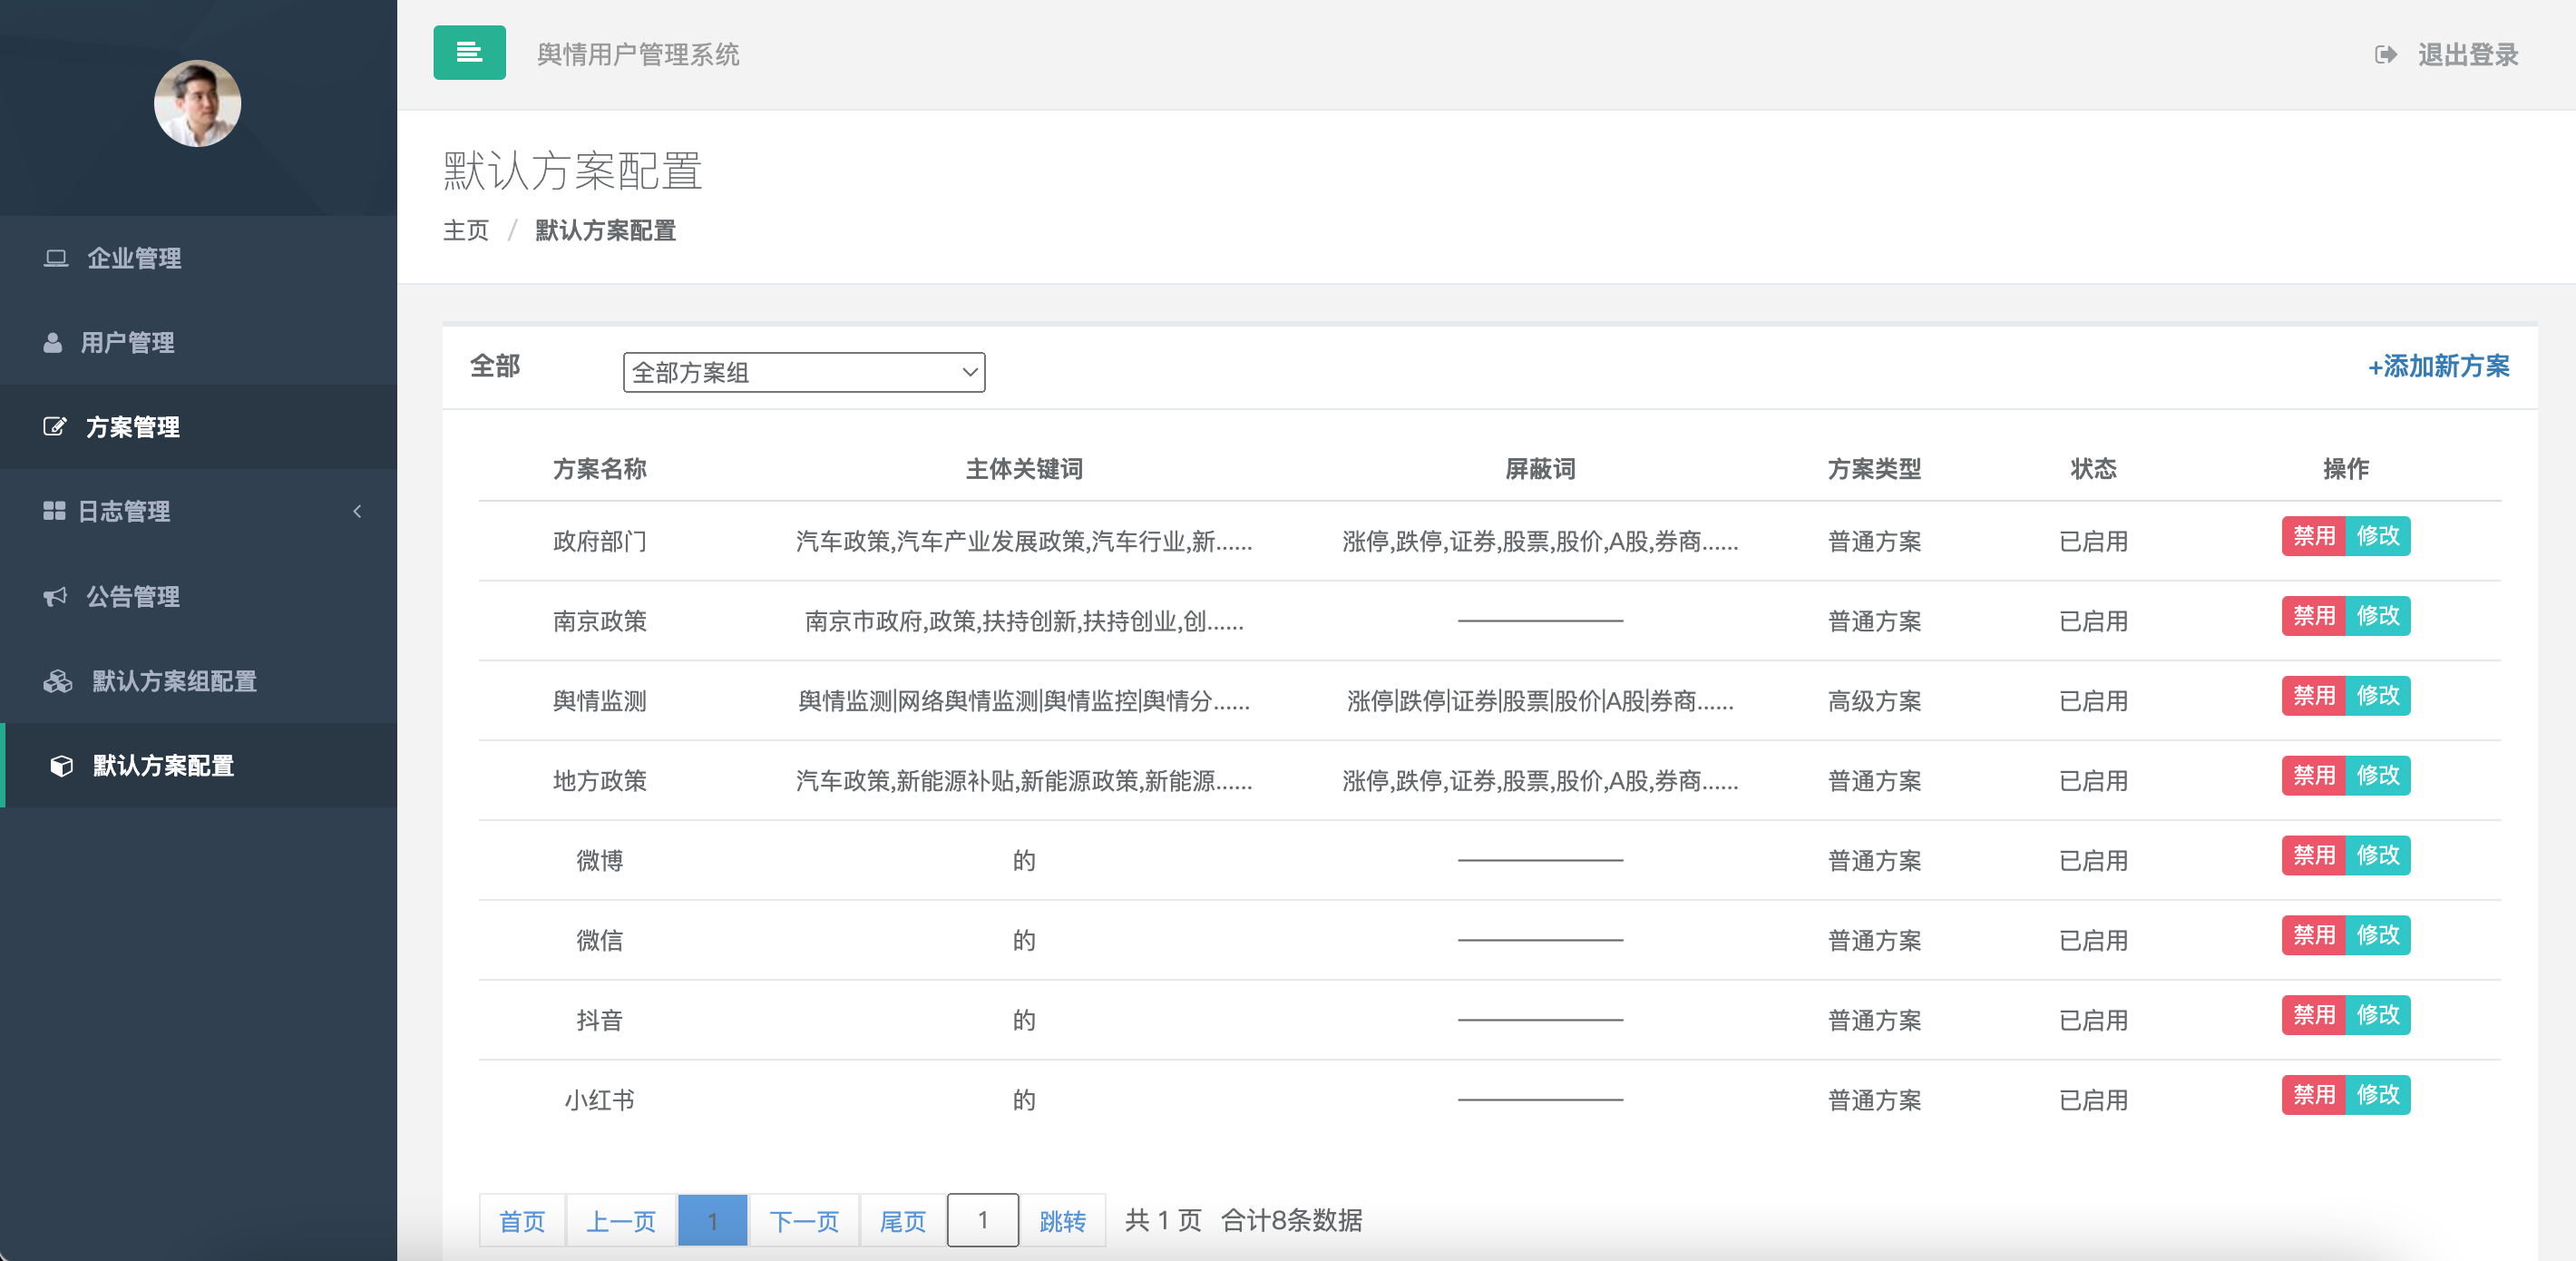 舆情用户管理系统
退出登录
企业管理
用户管理
方案管理
日志管理
公告管理
默认方案组配置
默认方案配置
默认方案配置
主页 / 默认方案配置
全部 全部方案组 +添加新方案
方案名称 主体关键词 屏蔽词 方案类型 状态 操作
政府部门 汽车政策,汽车产业发展政策,汽车行业,新...... 涨停,跌停,证券,股票,股价,A股,券商...... 普通方案 已启用 禁用 修改
南京政策 南京市政府,政策,扶持创新,扶持创业,创...... ———————— 普通方案 已启用 禁用 修改
舆情监测 舆情监测|网络舆情监测|舆情监控|舆情分...... 涨停|跌停|证券|股票|股价|A股|券商...... 高级方案 已启用 禁用 修改
地方政策 汽车政策,新能源补贴,新能源政策,新能源...... 涨停,跌停,证券,股票,股价,A股,券商...... 普通方案 已启用 禁用 修改
微博 的 ———————— 普通方案 已启用 禁用 修改
微信 的 ———————— 普通方案 已启用 禁用 修改
抖音 的 ———————— 普通方案 已启用 禁用 修改
小红书 的 ———————— 普通方案 已启用 禁用 修改
首页 上一页 1 下一页 尾页 1 跳转 共 1 页 合计8条数据